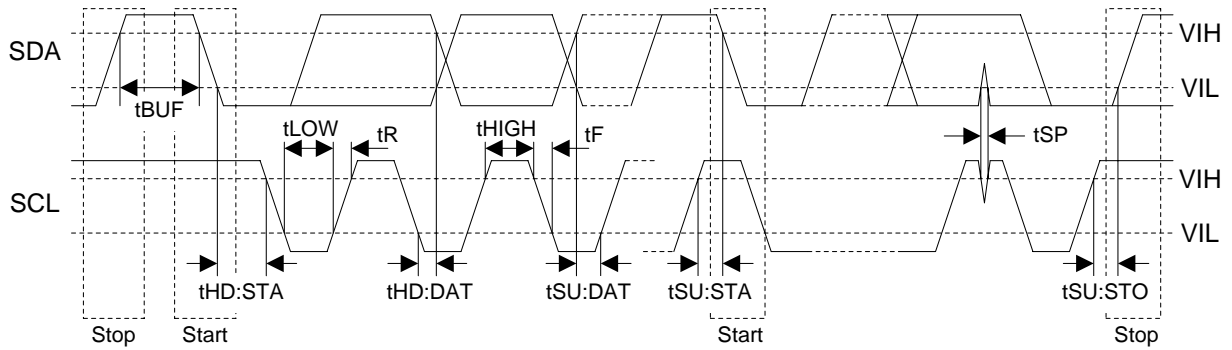 SDA
VIH
VIL
tBUF
tLOW
tR
tHIGH
tF
tSP
SCL
VIH
VIL
tHD:STA
tHD:DAT
tSU:DAT
tSU:STA
tSU:STO
Stop
Start
Start
Stop